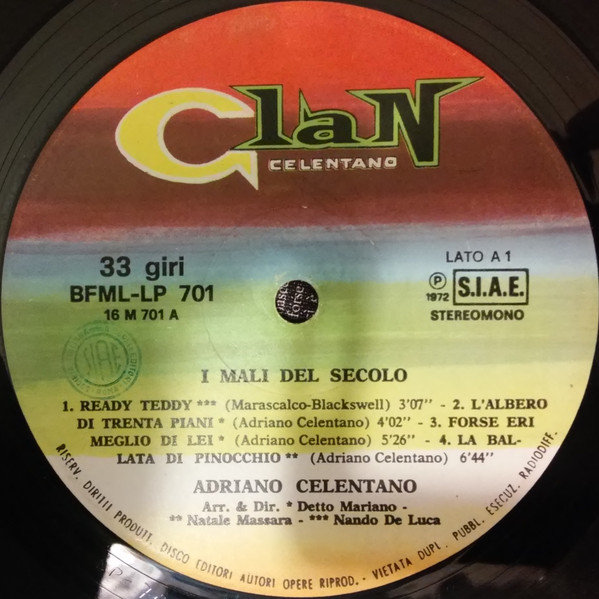 Clan
CELENTANO
33 giri
BFML-LP 701
16 M 701 A
LATO A 1
P 1972 S.I.A.E.
STEREOMONO
SIAE
forse
I MALI DEL SECOLO
1. READY TEDDY *** (Marascalco-Blackswell) 3'07" - 2. L'ALBERO
DI TRENTA PIANI * (Adriano Celentano) 4'02" - 3. FORSE ERI
MEGLIO DI LEI * (Adriano Celentano) 5'26" - 4. LA BAL-
LATA DI PINOCCHIO ** (Adriano Celentano) 6'44"
ADRIANO CELENTANO
Arr. & Dir. * Detto Mariano -
** Natale Massara - *** Nando De Luca
RISERV. DIRITTI PRODUTT. DISCO EDITORI AUTORI OPERE RIPROD. - VIETATA DUPL. PUBBL. ESECUZ. RADIODIFF.